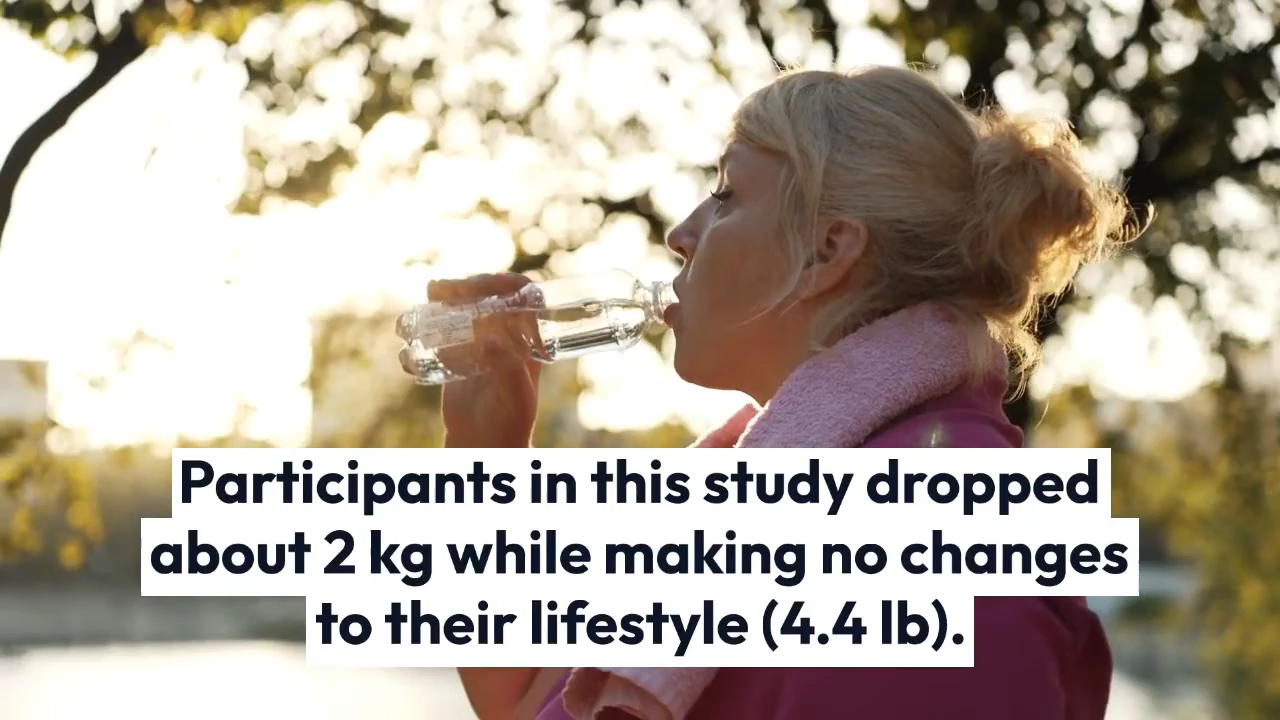 Participants in this study dropped
about 2 kg while making no changes
to their lifestyle (4.4 lb).